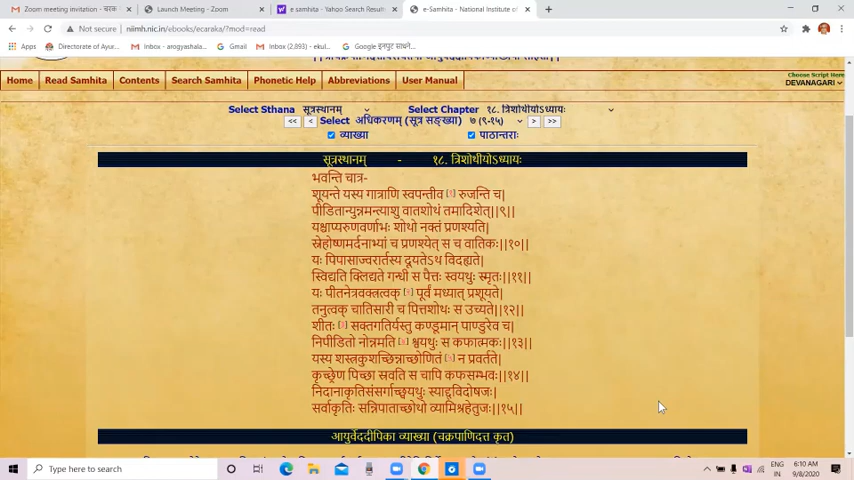 Zoom meeting invitation - चरक
Launch Meeting - Zoom
e samhita - Yahoo Search Result
e-Samhita - National Institute of
Not secure | niimh.nic.in/ebooks/ecaraka/?mod=read
Apps
Directorate of Ayur...
Inbox - arogyashala...
Gmail
Inbox (2,893) - ekul...
Google इनपुट साधने...
Home
Read Samhita
Contents
Search Samhita
Phonetic Help
Abbreviations
User Manual
Choose Script Here
DEVANAGARI
Select Sthana सूत्रस्थानम् Select Chapter १८. त्रिशोथीयोऽध्यायः
<< < Select अधिकरणम् (सूत्र सङ्ख्या) ७ (९-१५) > >>
व्याख्या पाठान्तराः
सूत्रस्थानम् - १८. त्रिशोथीयोऽध्यायः
भवन्ति चात्र-
शूयन्ते यस्य गात्राणि स्वपन्तीव [१] रुजन्ति च|
पीडितान्युन्नमन्त्याशु वातशोथं तमादिशेत्||९||
यश्चाप्यरुणवर्णाभः शोथो नक्तं प्रणश्यति|
स्नेहोष्णमर्दनाभ्यां च प्रणश्येत् स च वातिकः||१०||
यः पिपासाज्वरार्तस्य दूयतेऽथ विदह्यते|
स्विद्यति क्लिद्यते गन्धी स पैत्तः श्वयथुः स्मृतः||११||
यः पीतनेत्रवक्त्रत्वक् [२] पूर्वं मध्यात् प्रशूयते|
तनुत्वक् चातिसारी च पित्तशोथः स उच्यते||१२||
शीतः [३] सक्तगतिर्यस्तु कण्डूमान् पाण्डुरेव च|
निपीडितो नोन्नमति [४] श्वयथुः स कफात्मकः||१३||
यस्य शस्त्रकुशच्छिन्नाच्छोणितं [५] न प्रवर्तते|
कृच्छ्रेण पिच्छा स्रवति स चापि कफसम्भवः||१४||
निदानाकृतिसंसर्गाच्छ्वयथुः स्याद्द्विदोषजः|
सर्वाकृतिः सन्निपाताच्छोथो व्यामिश्रहेतुजः||१५||
आयुर्वेददीपिका व्याख्या (चक्रपाणिदत्त कृत)
Type here to search
ENG
IN
6:10 AM
9/8/2020